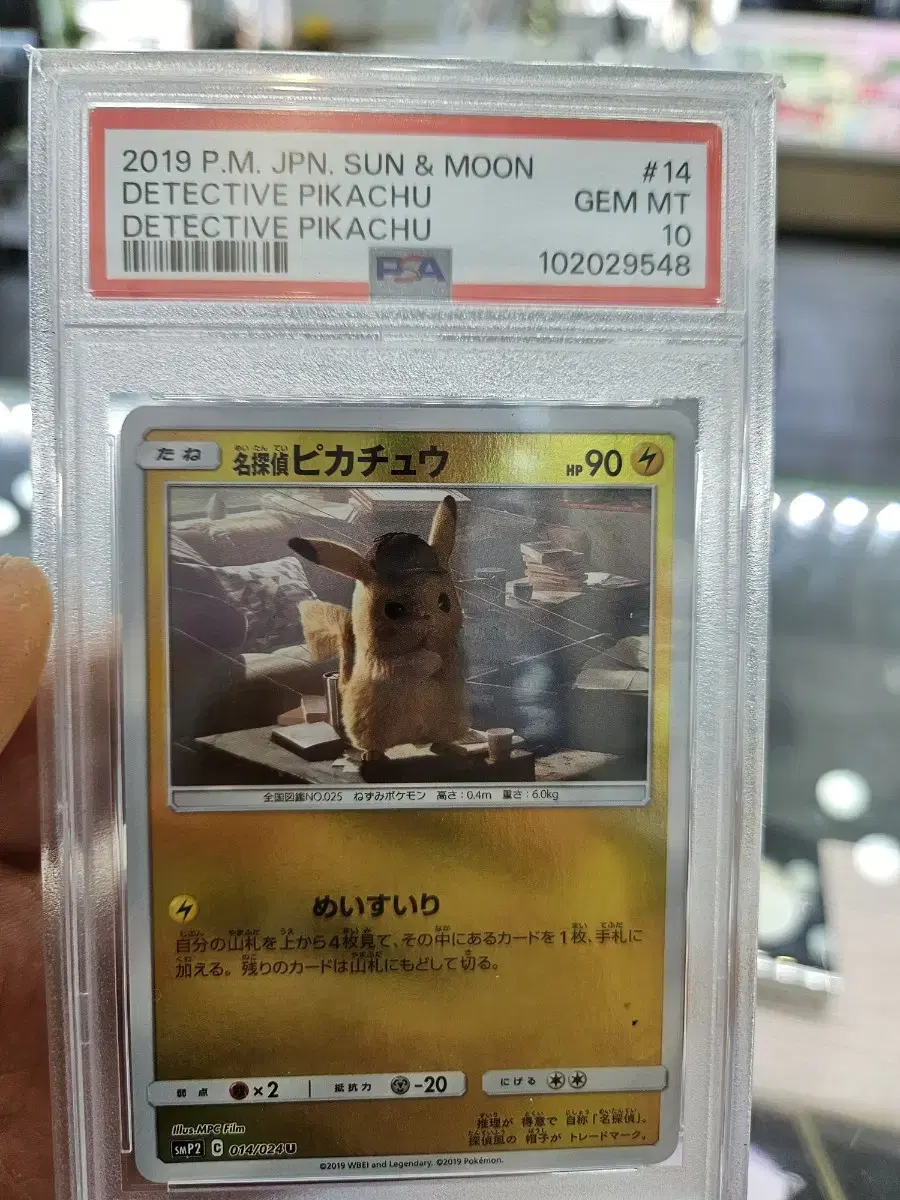 2019 P.M. JPN. SUN & MOON #14
DETECTIVE PIKACHU GEM MT
DETECTIVE PIKACHU 10
PSA 102029548
たね 名探偵ピカチュウ HP 90
全国図鑑NO.025 ねずみポケモン 高さ:0.4m 重さ:6.0kg
めいすいり
自分の山札を上から4枚見て、その中にあるカードを1枚、手札に
加える。残りのカードは山札にもどして切る。
弱点 ×2 抵抗力 -20 にげる
Illus.MPC Film
推理が 得意で 自称「名探偵」。
探偵風の 帽子が トレードマーク。
SMP2 C 014/024 U
©2019 WBEI and Legendary. ©2019 Pokémon.